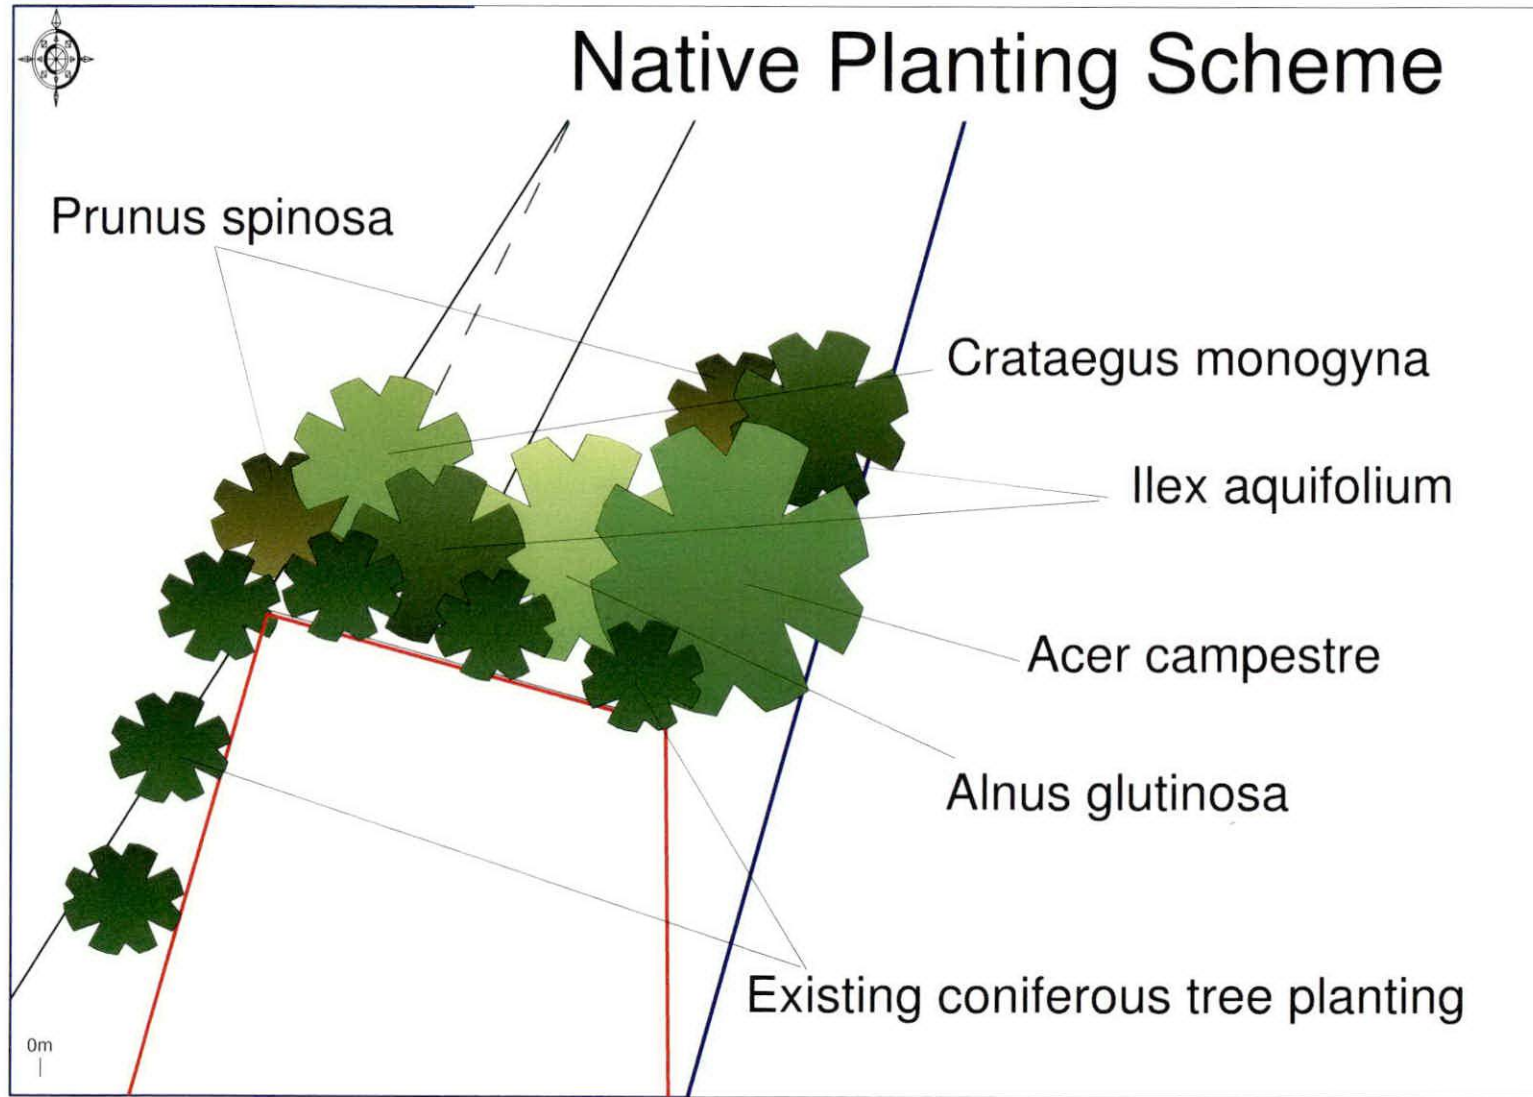 Native Planting Scheme
Prunus spinosa
Crataegus monogyna
Ilex aquifolium
Acer campestre
Alnus glutinosa
Existing coniferous tree planting
0m